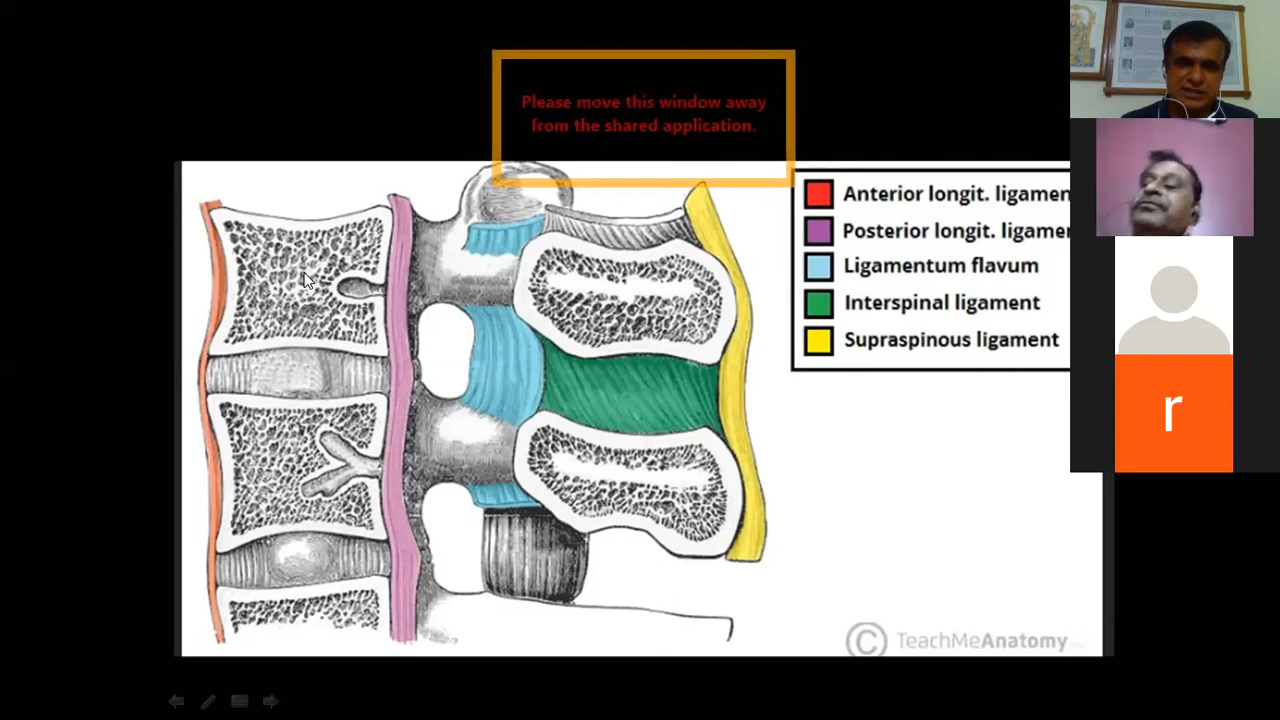 Please move this window away
from the shared application.
Anterior longit. ligamen
Posterior longit. ligamer
Ligamentum flavum
Interspinal ligament
Supraspinous ligament
r
© TeachMeAnatomy